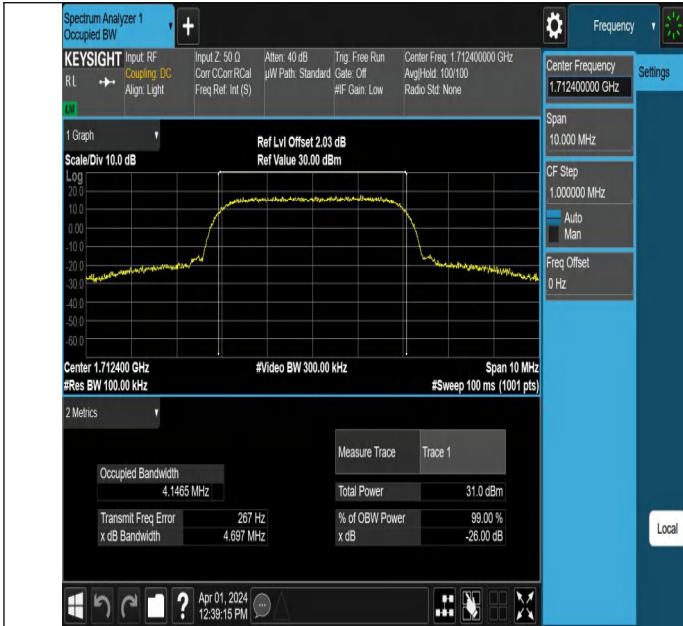 Spectrum Analyzer 1
Occupied BW
+
Frequency
KEYSIGHT
RL
Input: RF
Coupling: DC
Align: Light
Input Z: 50 Ω
Corr CCorr RCal
Freq Ref: Int (S)
Atten: 40 dB
µW Path: Standard
Trig: Free Run
Gate: Off
#IF Gain: Low
Center Freq: 1.712400000 GHz
Avg|Hold: 100/100
Radio Std: None
1 Graph
Scale/Div 10.0 dB
Ref Lvl Offset 2.03 dB
Ref Value 30.00 dBm
Log
20.0
10.0
0.00
-10.0
-20.0
-30.0
-40.0
-50.0
-60.0
Center 1.712400 GHz
#Video BW 300.00 kHz
Span 10 MHz
#Res BW 100.00 kHz
#Sweep 100 ms (1001 pts)
2 Metrics
Measure Trace
Trace 1
Occupied Bandwidth
4.1465 MHz
Total Power
31.0 dBm
Transmit Freq Error
267 Hz
% of OBW Power
99.00 %
x dB Bandwidth
4.697 MHz
x dB
-26.00 dB
?
Apr 01, 2024
12:39:15 PM
Center Frequency
1.712400000 GHz
Settings
Span
10.000 MHz
CF Step
1.000000 MHz
Auto
Man
Freq Offset
0 Hz
Local